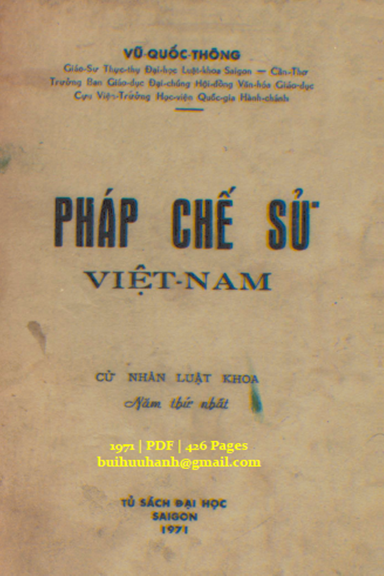 VŨ-QUỐC-THÔNG
Giáo-Sư Thực-thụ Đại-học Luật-khoa Saigon — Cần-Thơ
Trưởng Ban Giáo-dục Đại-chúng Hội-đồng Văn-hóa Giáo-dục
Cựu Viện-Trưởng Học-viện Quốc-gia Hành-chánh
PHÁP CHẾ SỬ
VIỆT-NAM
CỬ NHÂN LUẬT KHOA
Năm thứ nhất
1971 | PDF | 426 Pages
buihuuhanh@gmail.com
TỦ SÁCH ĐẠI HỌC
SAIGON
1971